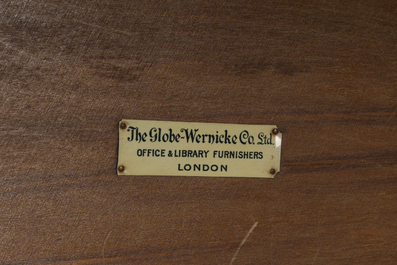 The Globe-Wernicke Co. Ltd
OFFICE & LIBRARY FURNISHERS
LONDON